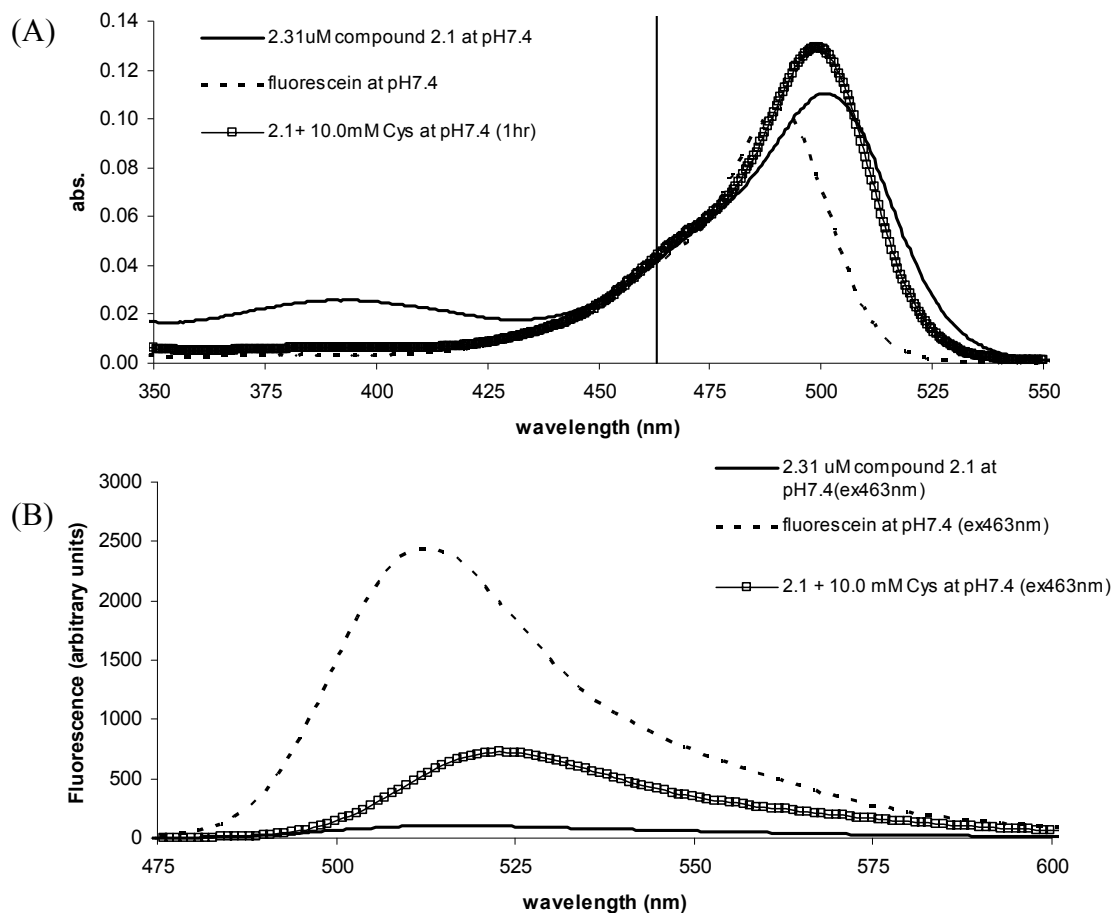 (A)
0.14
0.12
0.10
0.08
0.06
0.04
0.02
0.00
abs.
2.31uM compound 2.1 at pH7.4
fluorescein at pH7.4
2.1+ 10.0mM Cys at pH7.4 (1hr)
350 375 400 425 450 475 500 525 550
wavelength (nm)
(B)
3000
2500
2000
1500
1000
500
0
Fluorescence (arbitrary units)
2.31 uM compound 2.1 at
pH7.4(ex463nm)
fluorescein at pH7.4 (ex463nm)
2.1 + 10.0 mM Cys at pH7.4 (ex463nm)
475 500 525 550 575 600
wavelength (nm)